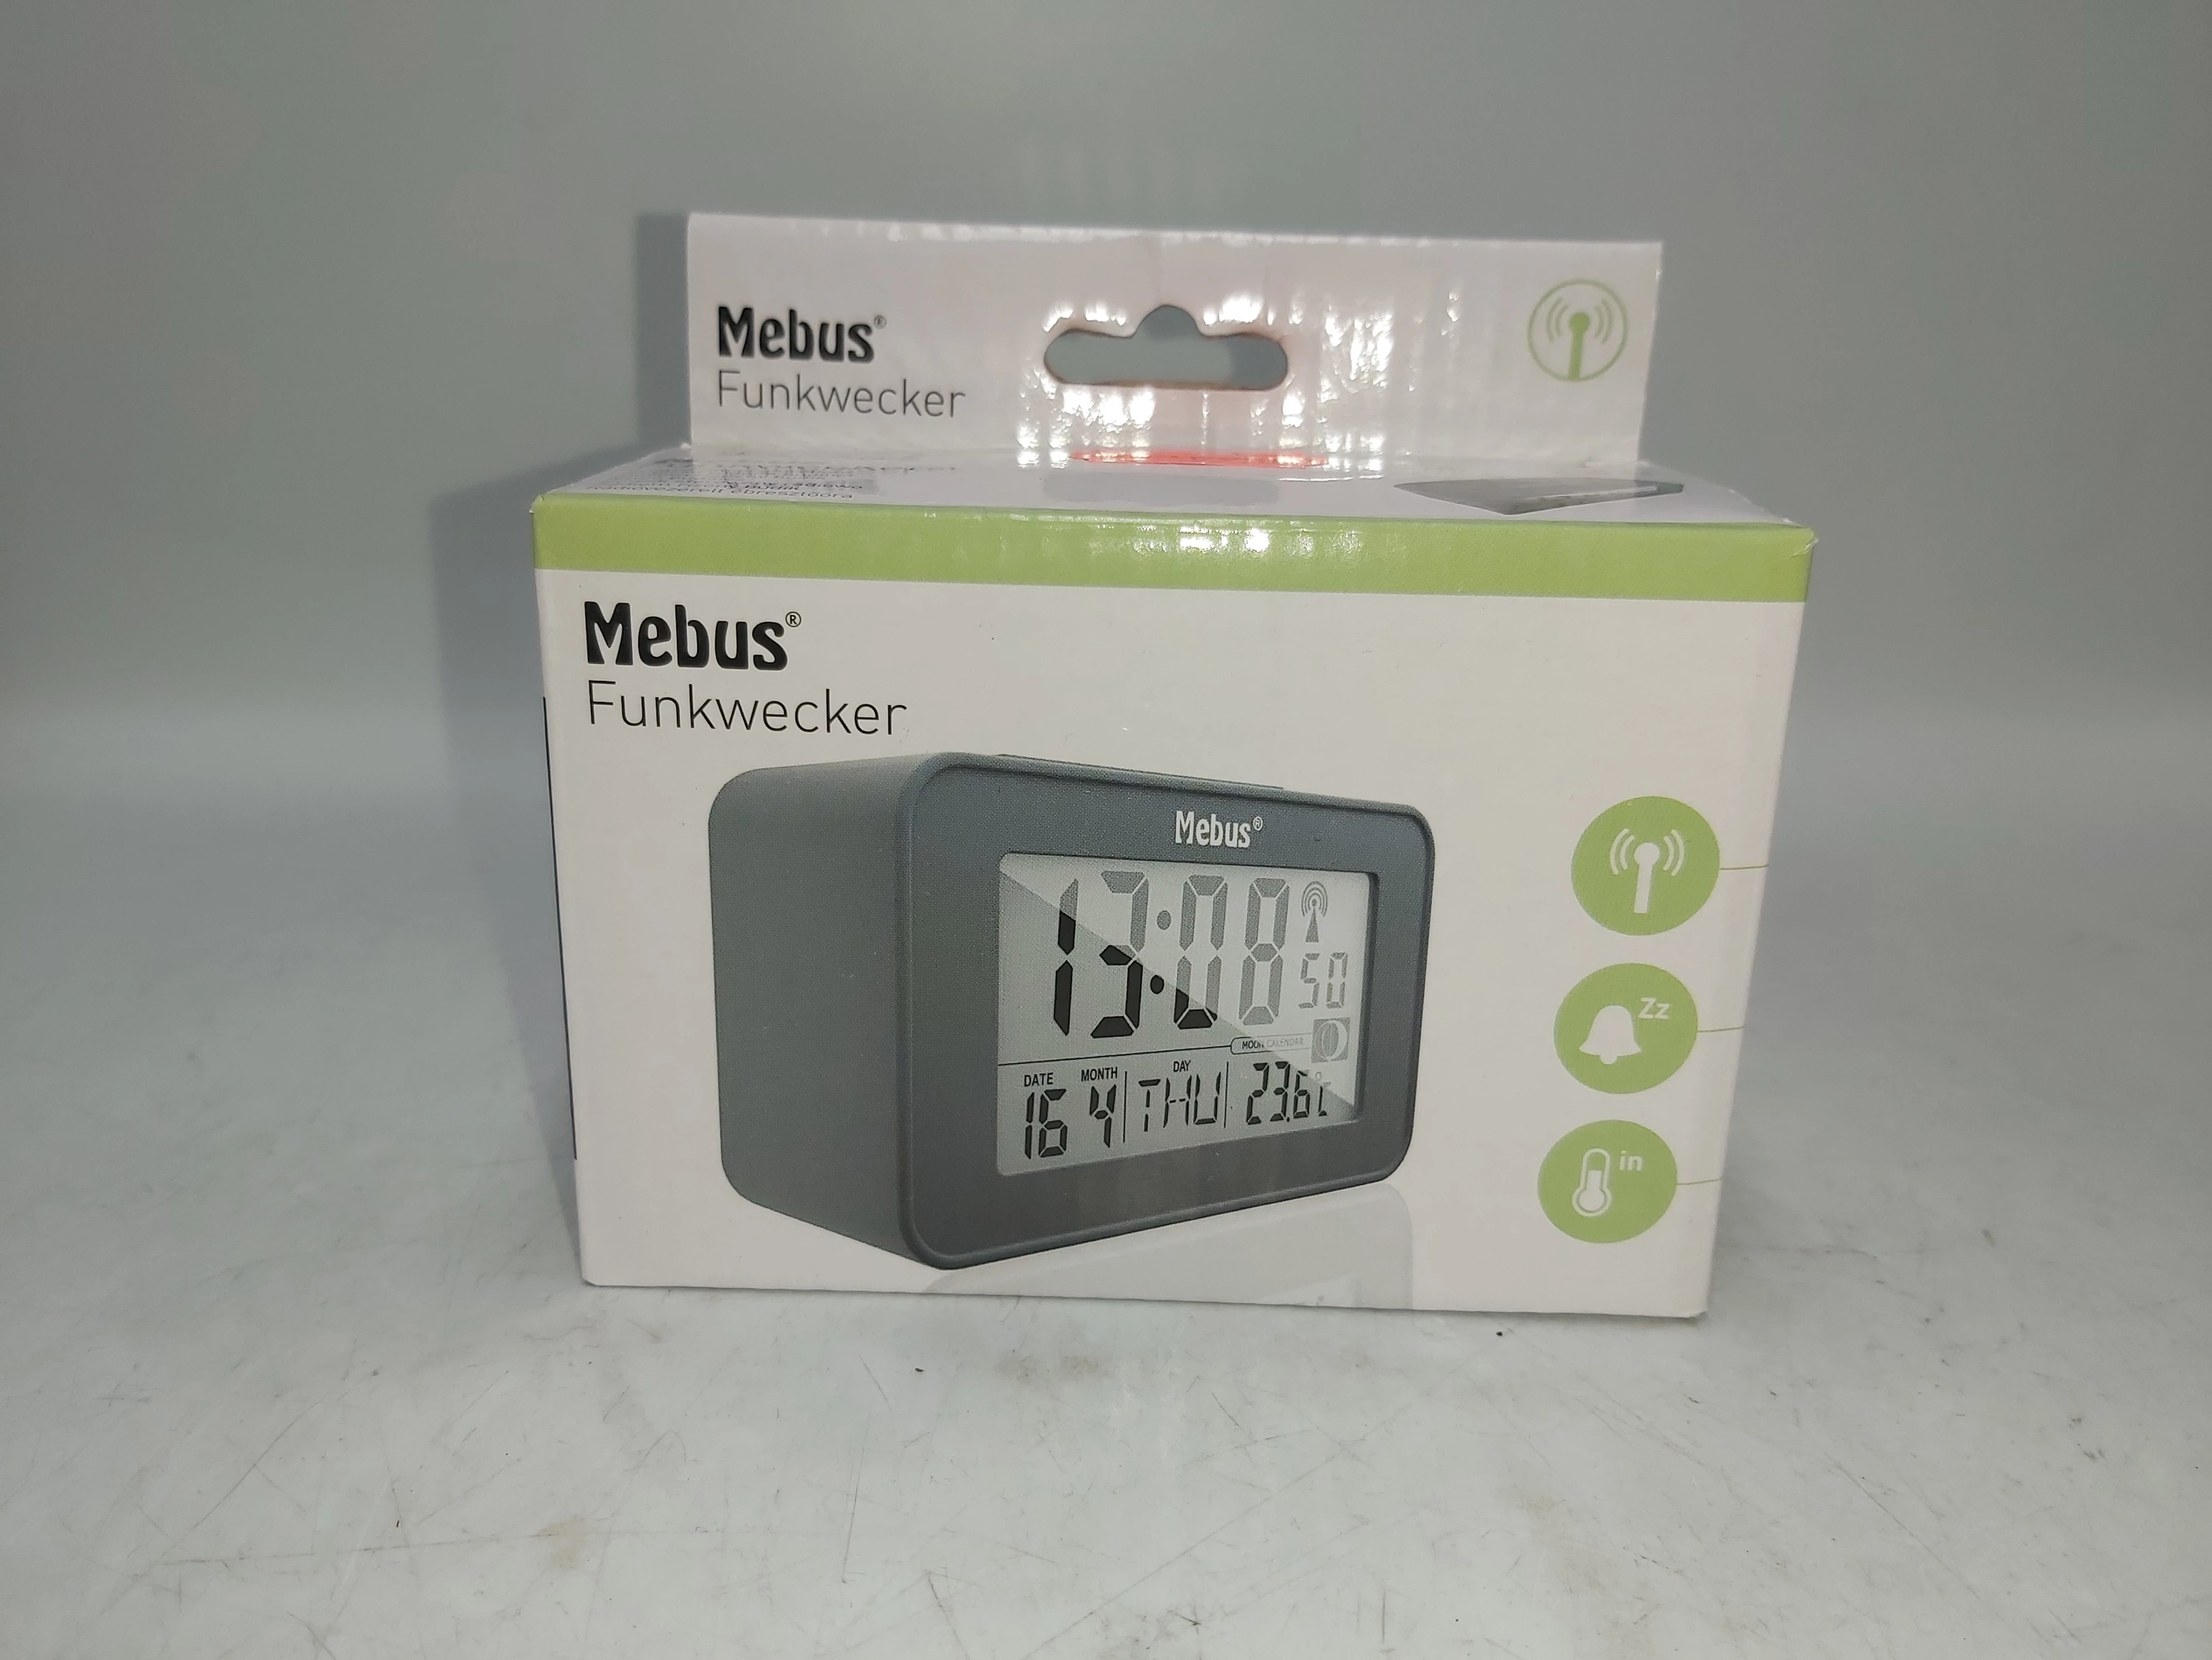 Mebus®
Funkwecker
Mebus®
Funkwecker
Mebus®
13:08
50
MOON CALENDAR
DATE MONTH DAY
16 4 THU 23.6°C
Zz
in